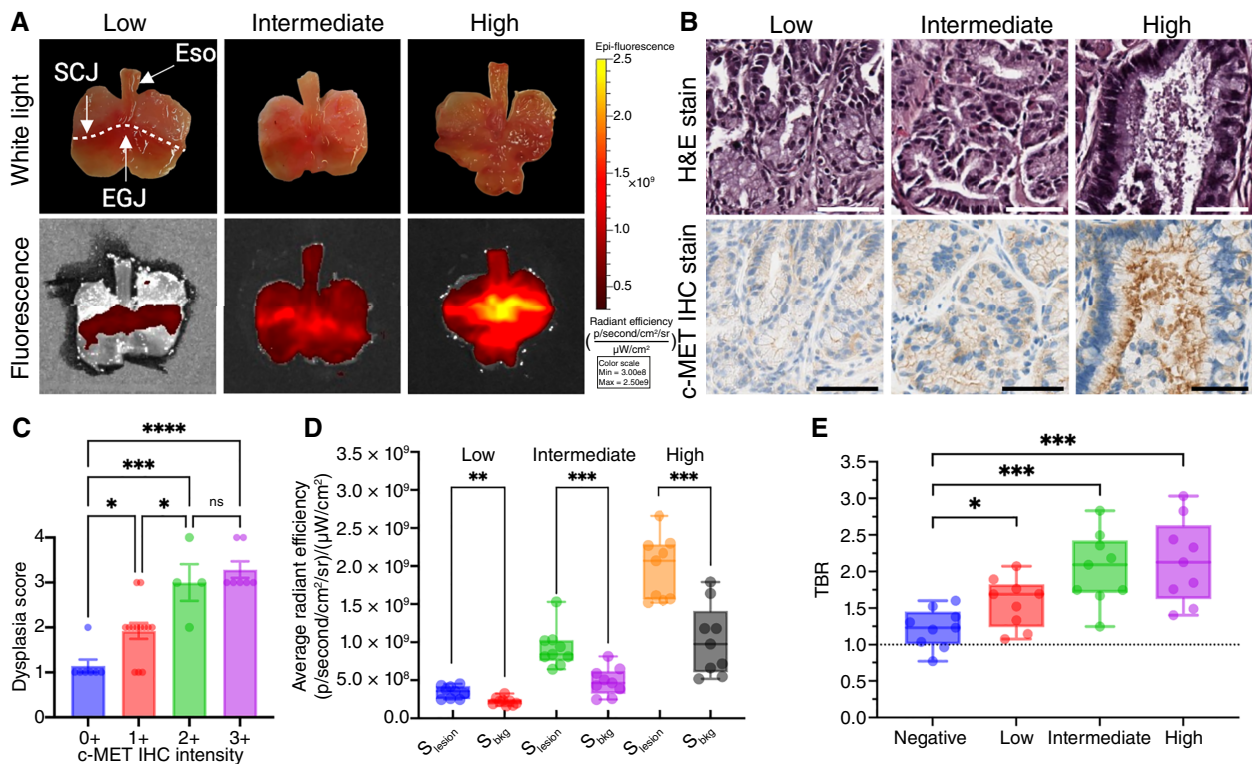 A
Low
Intermediate
High
White light
SCJ
Eso
EGJ
Fluorescence
Epi-fluorescence
2.5
2.0
1.5
×10⁹
1.0
0.5
Radiant efficiency
( p/second/cm²/sr )
µW/cm²
Color scale
Min = 3.00e8
Max = 2.50e9
B
Low
Intermediate
High
H&E stain
c-MET IHC stain
C
****
***
*
*
ns
Dysplasia score
4
3
2
1
0
0+
1+
2+
3+
c-MET IHC intensity
D
Low
Intermediate
High
**
***
***
Average radiant efficiency
(p/second/cm²/sr)/(µW/cm²)
3.5 × 10⁹
3.0 × 10⁹
2.5 × 10⁹
2.0 × 10⁹
1.5 × 10⁹
1.0 × 10⁹
5.0 × 10⁸
0.0
S_lesion
S_bkg
S_lesion
S_bkg
S_lesion
S_bkg
E
***
***
*
TBR
3.5
3.0
2.5
2.0
1.5
1.0
0.5
0.0
Negative
Low
Intermediate
High